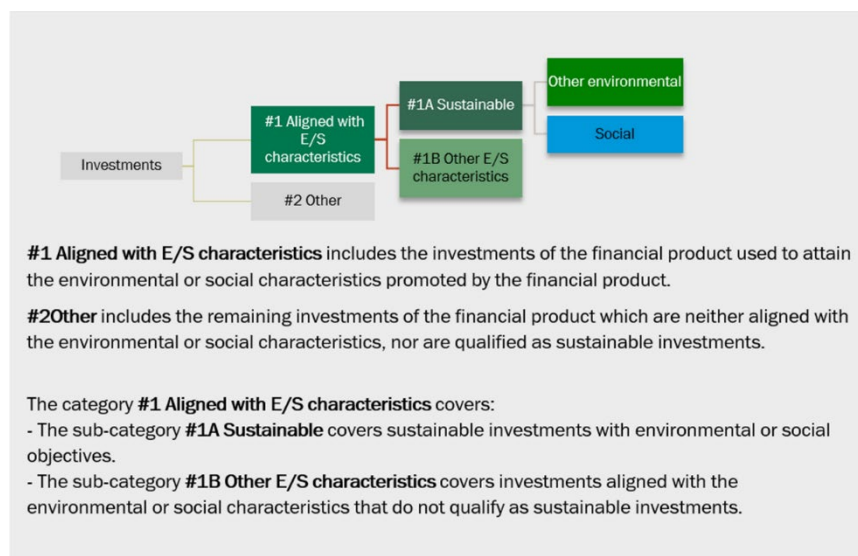 Other environmental
#1A Sustainable
#1 Aligned with
E/S
characteristics
Social
#1B Other E/S
characteristics
Investments
#2 Other
#1 Aligned with E/S characteristics includes the investments of the financial product used to attain
the environmental or social characteristics promoted by the financial product.
#2Other includes the remaining investments of the financial product which are neither aligned with
the environmental or social characteristics, nor are qualified as sustainable investments.
The category #1 Aligned with E/S characteristics covers:
- The sub-category #1A Sustainable covers sustainable investments with environmental or social
objectives.
- The sub-category #1B Other E/S characteristics covers investments aligned with the
environmental or social characteristics that do not qualify as sustainable investments.